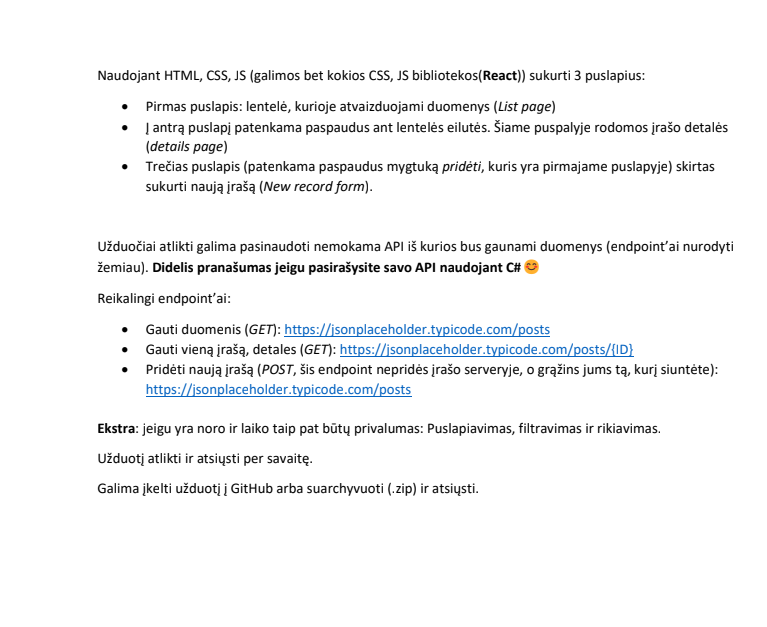 Naudojant HTML, CSS, JS (galimos bet kokios CSS, JS bibliotekos(React)) sukurti 3 puslapius:
• Pirmas puslapis: lentelė, kurioje atvaizduojami duomenys (List page)
• Į antrą puslapį patenkama paspaudus ant lentelės eilutės. Šiame puspalyje rodomos įrašo detalės
(details page)
• Trečias puslapis (patenkama paspaudus mygtuką pridėti, kuris yra pirmajame puslapyje) skirtas
sukurti naują įrašą (New record form).
Užduočiai atlikti galima pasinaudoti nemokama API iš kurios bus gaunami duomenys (endpoint’ai nurodyti
žemiau). Didelis pranašumas jeigu pasirašysite savo API naudojant C# 😊
Reikalingi endpoint’ai:
• Gauti duomenis (GET): https://jsonplaceholder.typicode.com/posts
• Gauti vieną įrašą, detales (GET): https://jsonplaceholder.typicode.com/posts/{ID}
• Pridėti naują įrašą (POST, šis endpoint nepridės įrašo serveryje, o grąžins jums tą, kurį siuntėte):
https://jsonplaceholder.typicode.com/posts
Ekstra: jeigu yra noro ir laiko taip pat būtų privalumas: Puslapiavimas, filtravimas ir rikiavimas.
Užduotį atlikti ir atsiųsti per savaitę.
Galima įkelti užduotį į GitHub arba suarchyvuoti (.zip) ir atsiųsti.